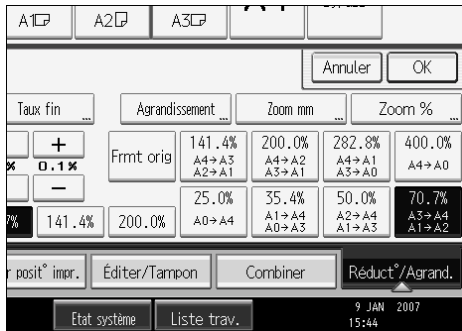 A1 A2 A3
Annuler OK
Taux fin ... Agrandissement ... Zoom mm ... Zoom % ...
+ Frmt orig 141.4% 200.0% 282.8% 400.0%
% 0.1% A4→A3 A4→A2 A4→A1 A4→A0
A2→A1 A3→A1 A3→A0
− 25.0% 35.4% 50.0% 70.7%
A0→A4 A1→A4 A2→A4 A3→A4
7% 141.4% 200.0% A0→A3 A1→A3 A1→A2
r posit° impr. Éditer/Tampon Combiner Réduct°/Agrand.
Etat système Liste trav. 9 JAN 2007
15:44